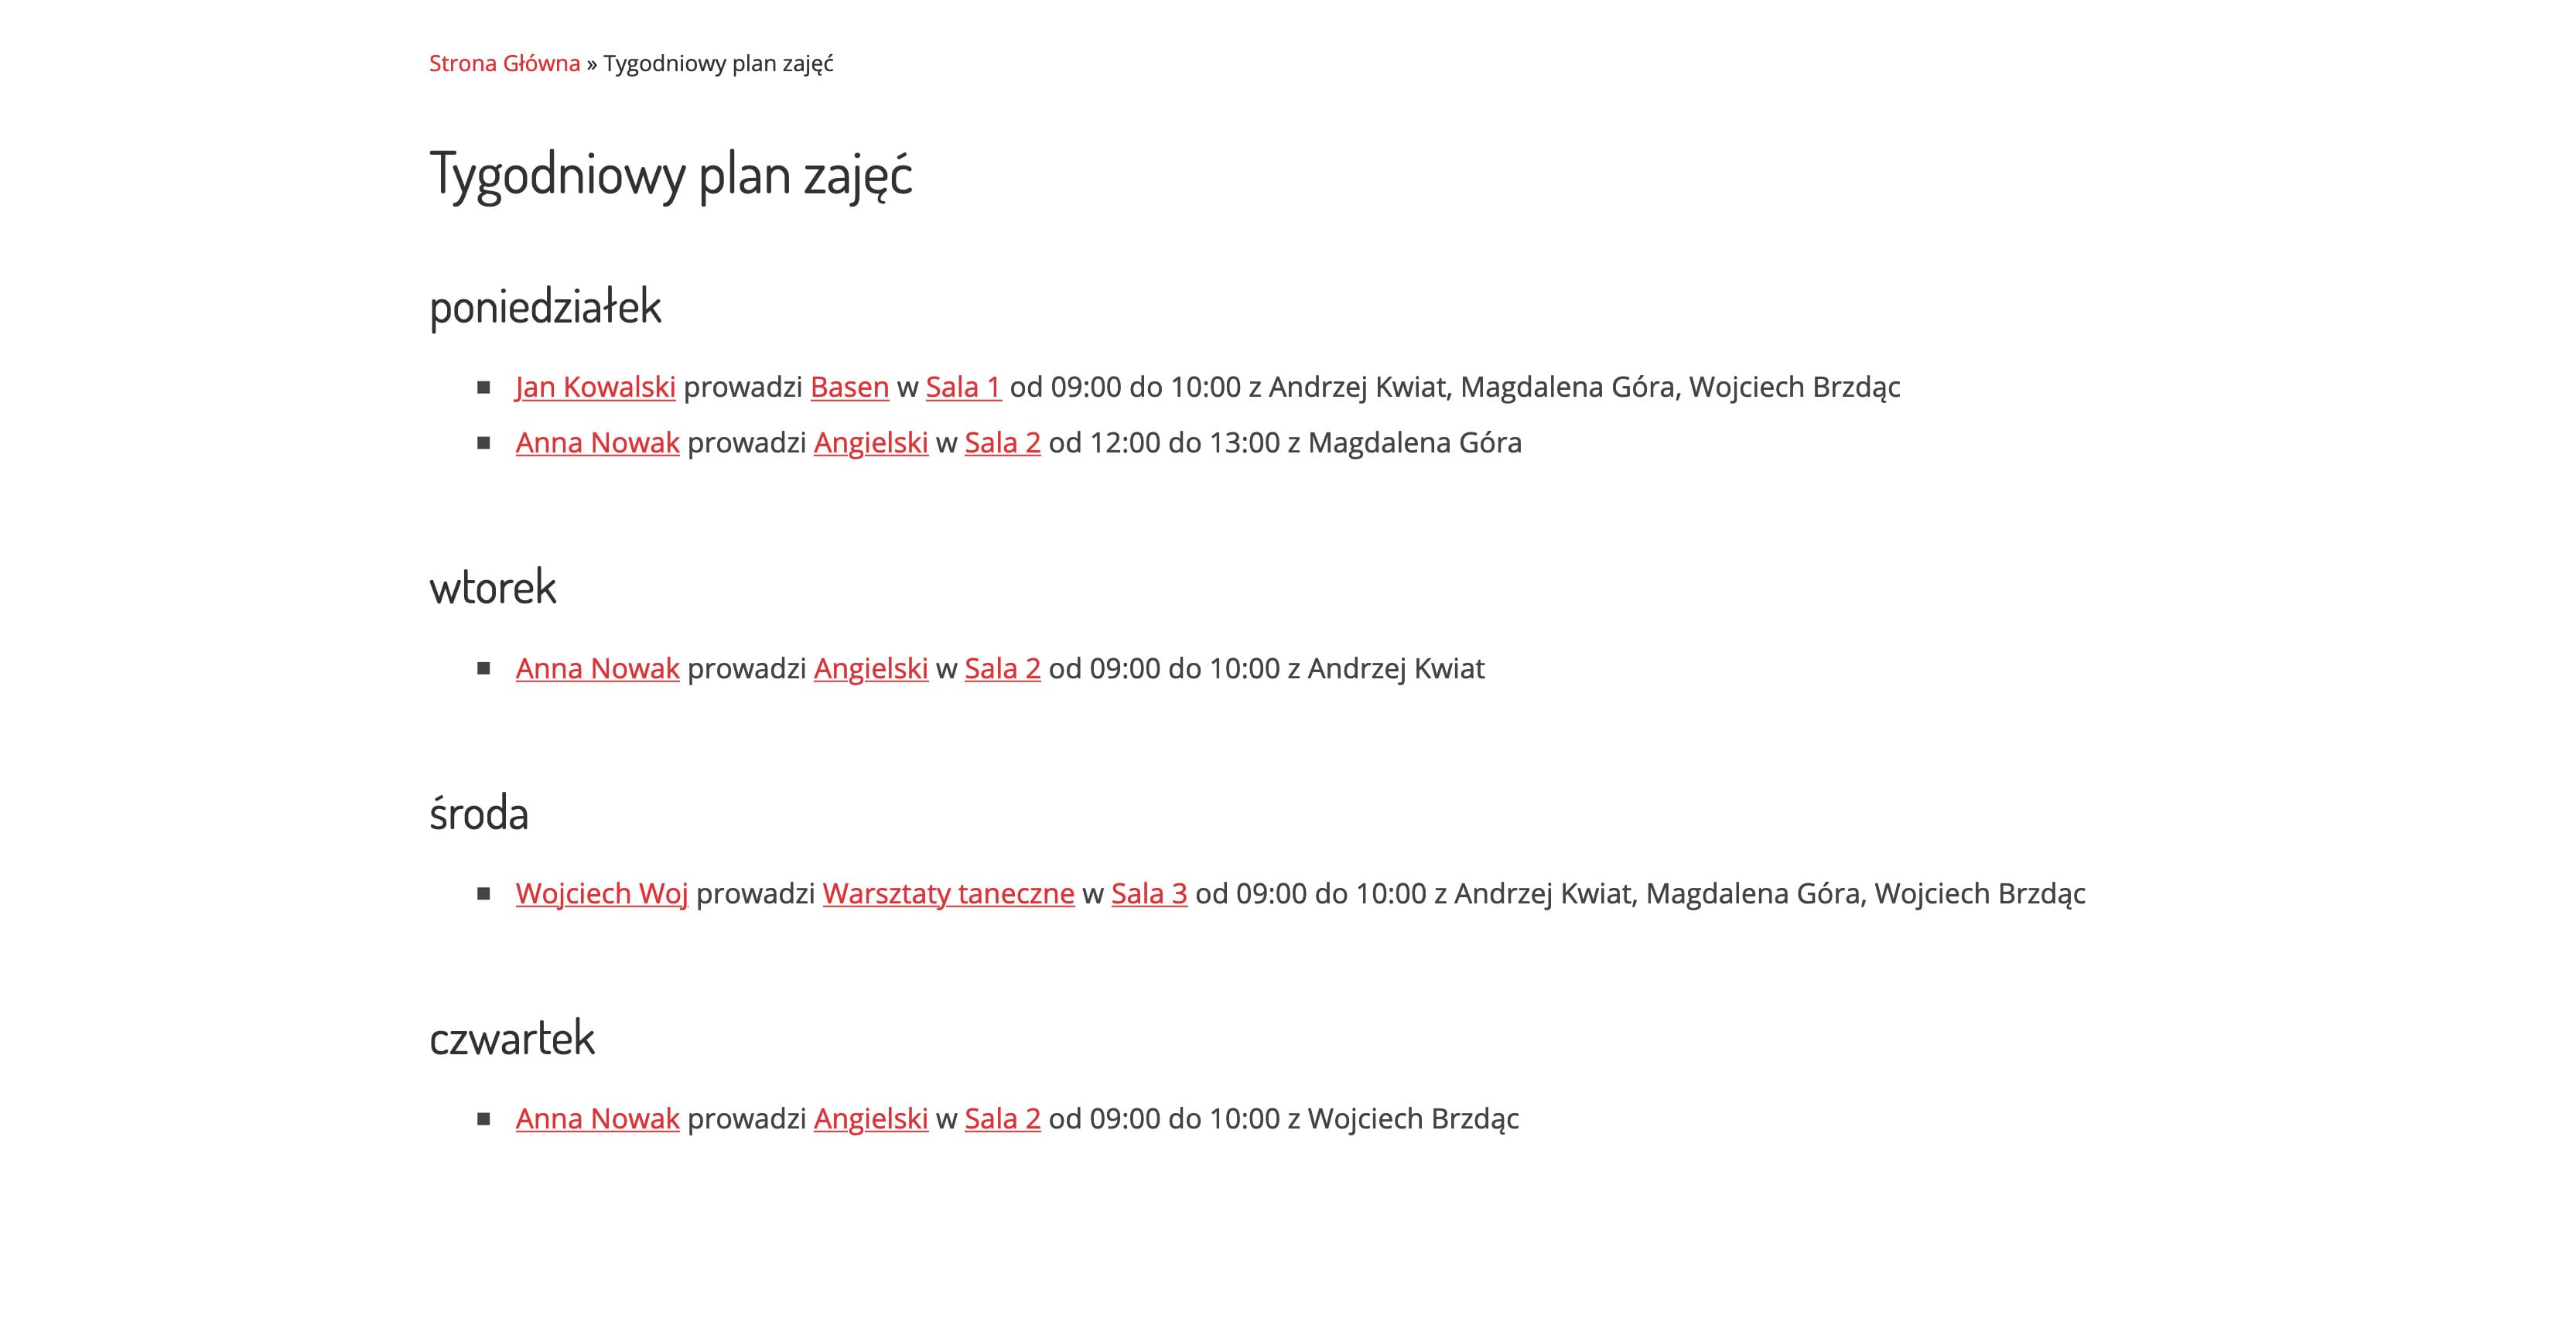 Strona Główna » Tygodniowy plan zajęć
Tygodniowy plan zajęć
poniedziałek
Jan Kowalski prowadzi Basen w Sala 1 od 09:00 do 10:00 z Andrzej Kwiat, Magdalena Góra, Wojciech Brzdąc
Anna Nowak prowadzi Angielski w Sala 2 od 12:00 do 13:00 z Magdalena Góra
wtorek
Anna Nowak prowadzi Angielski w Sala 2 od 09:00 do 10:00 z Andrzej Kwiat
środa
Wojciech Woj prowadzi Warsztaty taneczne w Sala 3 od 09:00 do 10:00 z Andrzej Kwiat, Magdalena Góra, Wojciech Brzdąc
czwartek
Anna Nowak prowadzi Angielski w Sala 2 od 09:00 do 10:00 z Wojciech Brzdąc